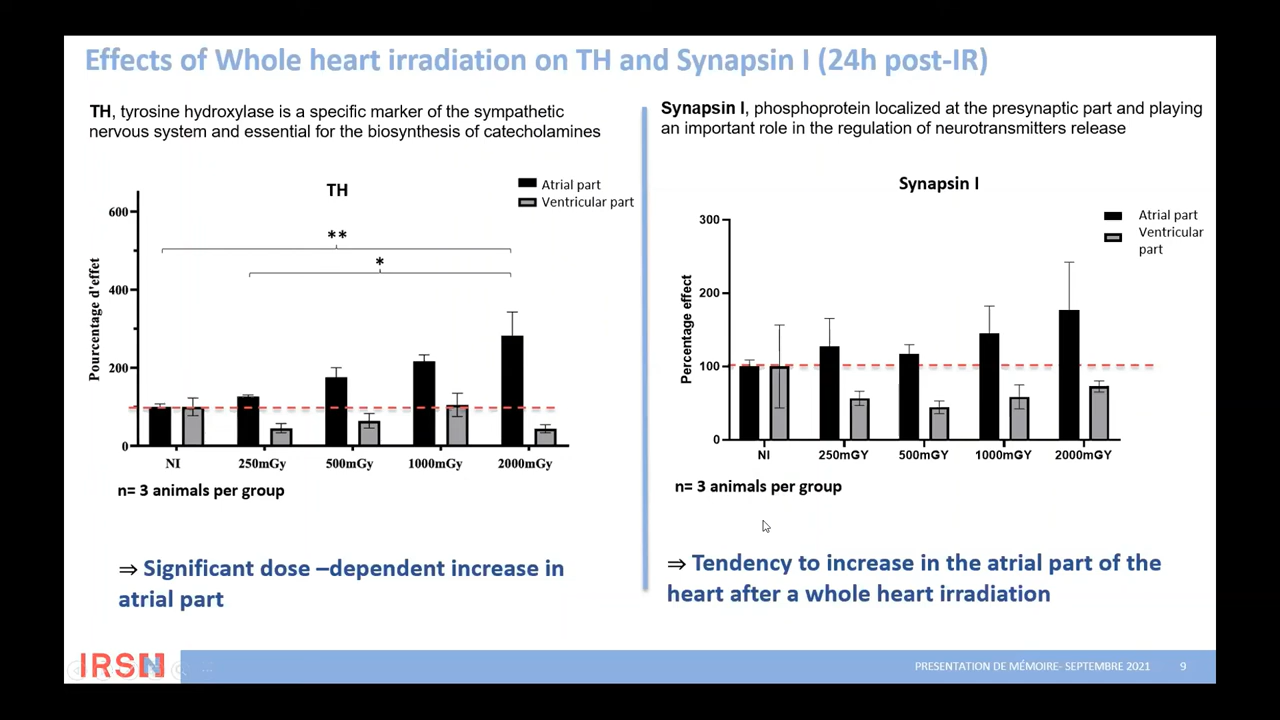 Effects of Whole heart irradiation on TH and Synapsin I (24h post-IR)
TH, tyrosine hydroxylase is a specific marker of the sympathetic
nervous system and essential for the biosynthesis of catecholamines
TH
Atrial part
Ventricular part
Pourcentage d'effet
600
400
200
0
**
*
NI
250mGy
500mGy
1000mGy
2000mGy
n= 3 animals per group
⇒ Significant dose –dependent increase in
atrial part
Synapsin I, phosphoprotein localized at the presynaptic part and playing
an important role in the regulation of neurotransmitters release
Synapsin I
Atrial part
Ventricular
part
Percentage effect
300
200
100
0
NI
250mGY
500mGY
1000mGY
2000mGY
n= 3 animals per group
⇒ Tendency to increase in the atrial part of the
heart after a whole heart irradiation
IRSN
PRESENTATION DE MÉMOIRE- SEPTEMBRE 2021
9